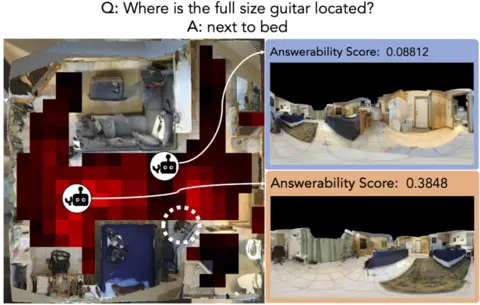 Q: Where is the full size guitar located?
A: next to bed
Answerability Score: 0.08812
Answerability Score: 0.3848